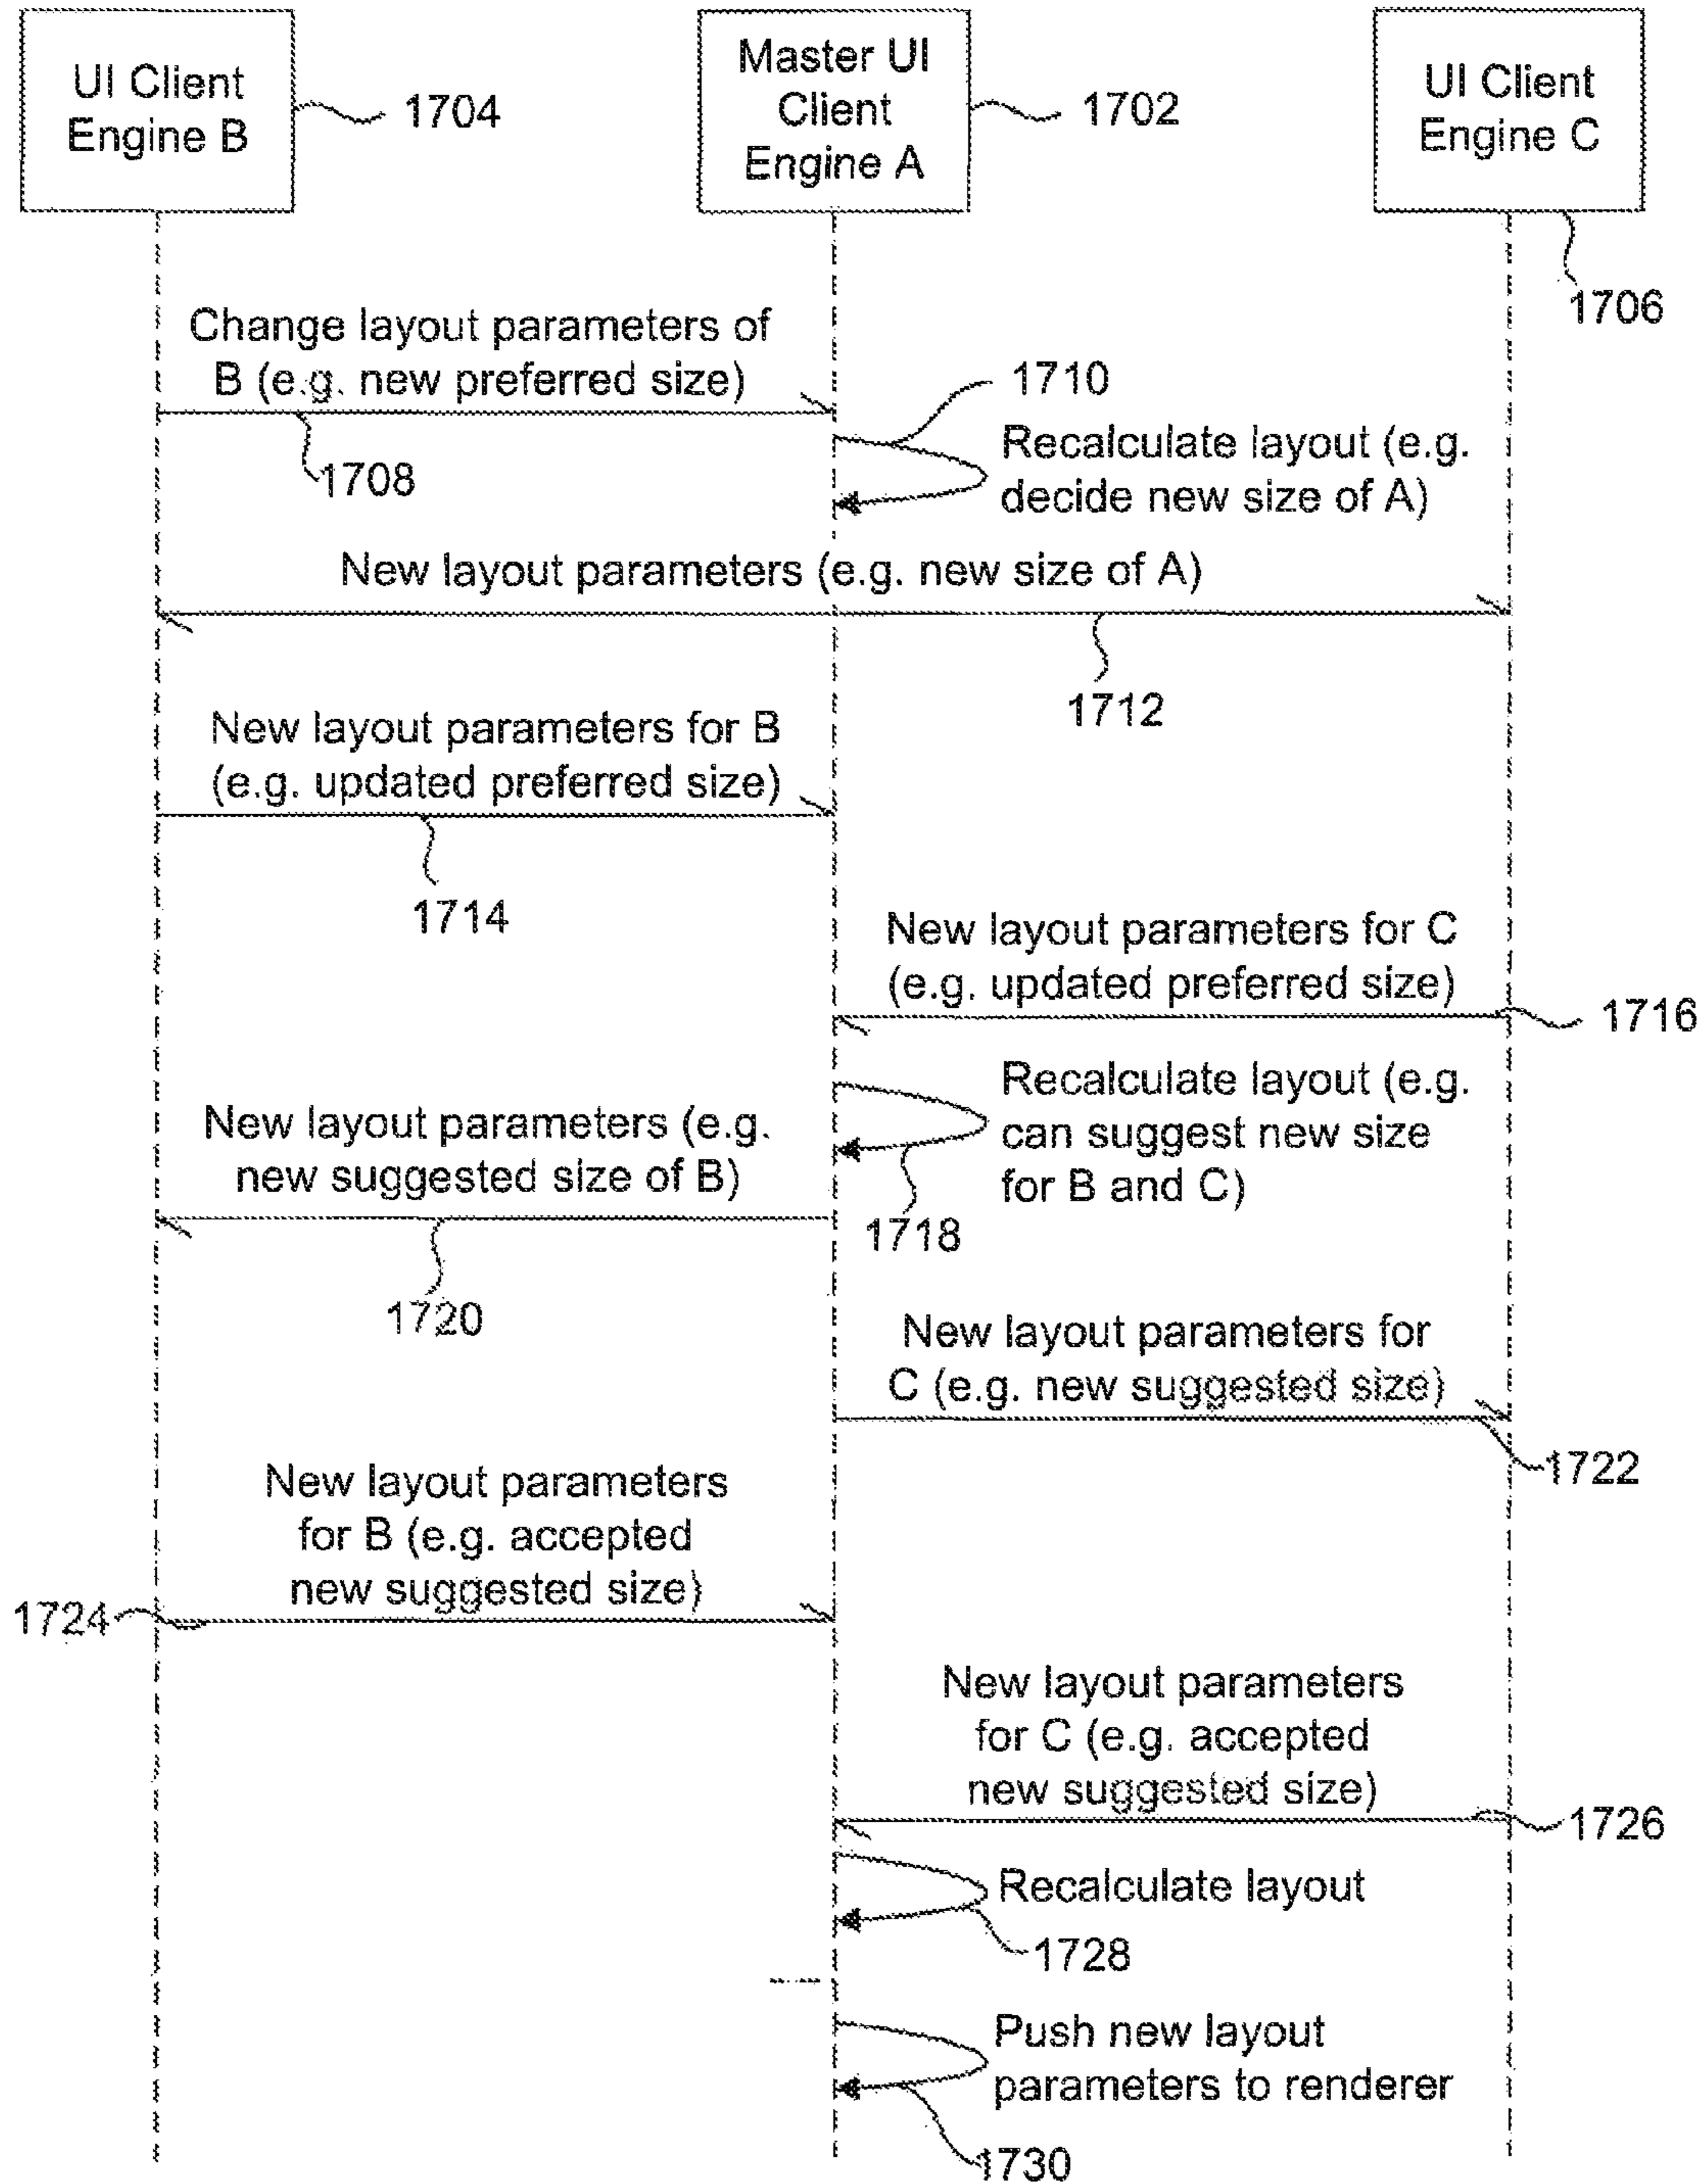 UI Client
Engine B
1704
Master UI
Client
Engine A
1702
UI Client
Engine C
1706
Change layout parameters of
B (e.g. new preferred size)
1708
1710
Recalculate layout (e.g.
decide new size of A)
New layout parameters (e.g. new size of A)
1712
New layout parameters for B
(e.g. updated preferred size)
1714
New layout parameters for C
(e.g. updated preferred size)
1716
Recalculate layout (e.g.
can suggest new size
for B and C)
1718
New layout parameters (e.g.
new suggested size of B)
1720
New layout parameters for
C (e.g. new suggested size)
1722
New layout parameters
for B (e.g. accepted
new suggested size)
1724
New layout parameters
for C (e.g. accepted
new suggested size)
1726
Recalculate layout
1728
Push new layout
parameters to renderer
1730